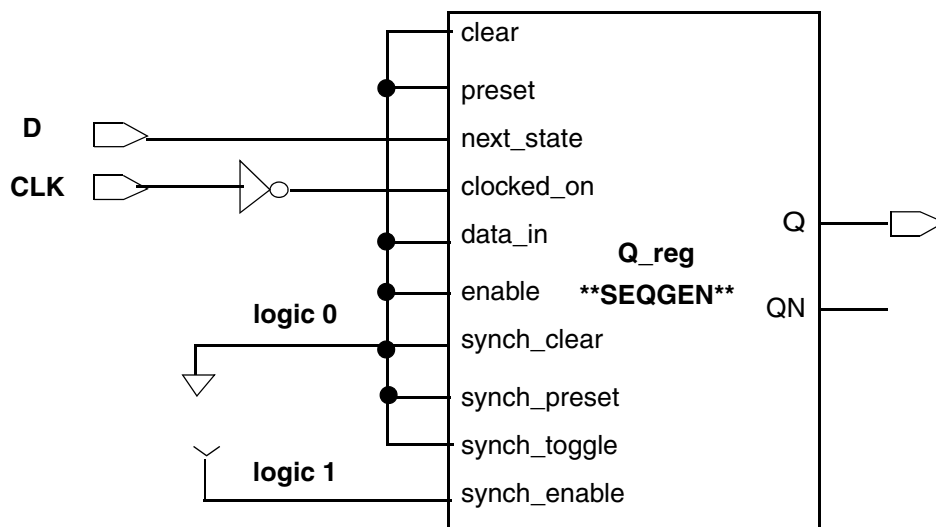 clear
preset
D
next_state
CLK
clocked_on
data_in
Q
Q_reg
enable
**SEQGEN**
QN
logic 0
synch_clear
synch_preset
synch_toggle
logic 1
synch_enable